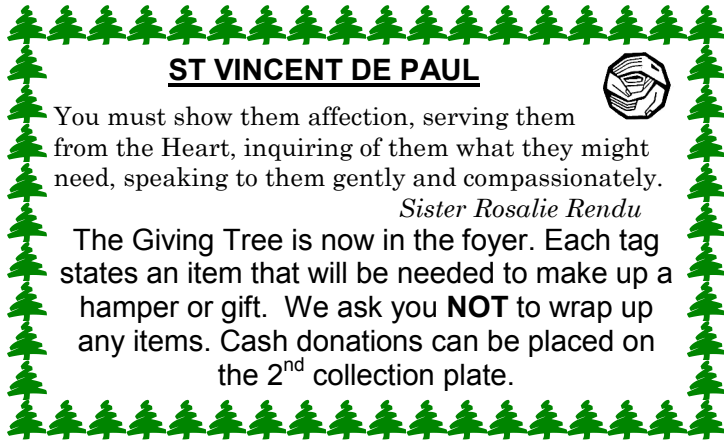 ST VINCENT DE PAUL
You must show them affection, serving them
from the Heart, inquiring of them what they might
need, speaking to them gently and compassionately.
Sister Rosalie Rendu
The Giving Tree is now in the foyer. Each tag
states an item that will be needed to make up a
hamper or gift.  We ask you NOT to wrap up
any items. Cash donations can be placed on
the 2nd collection plate.